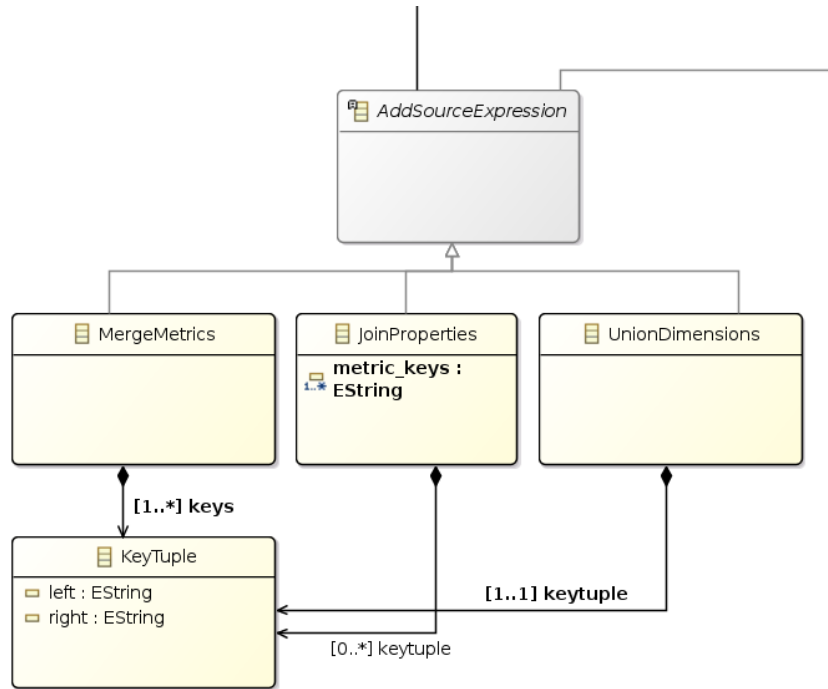 AddSourceExpression
MergeMetrics
JoinProperties
metric_keys :
EString
1..*
UnionDimensions
[1..*] keys
KeyTuple
left : EString
right : EString
[1..1] keytuple
[0..*] keytuple